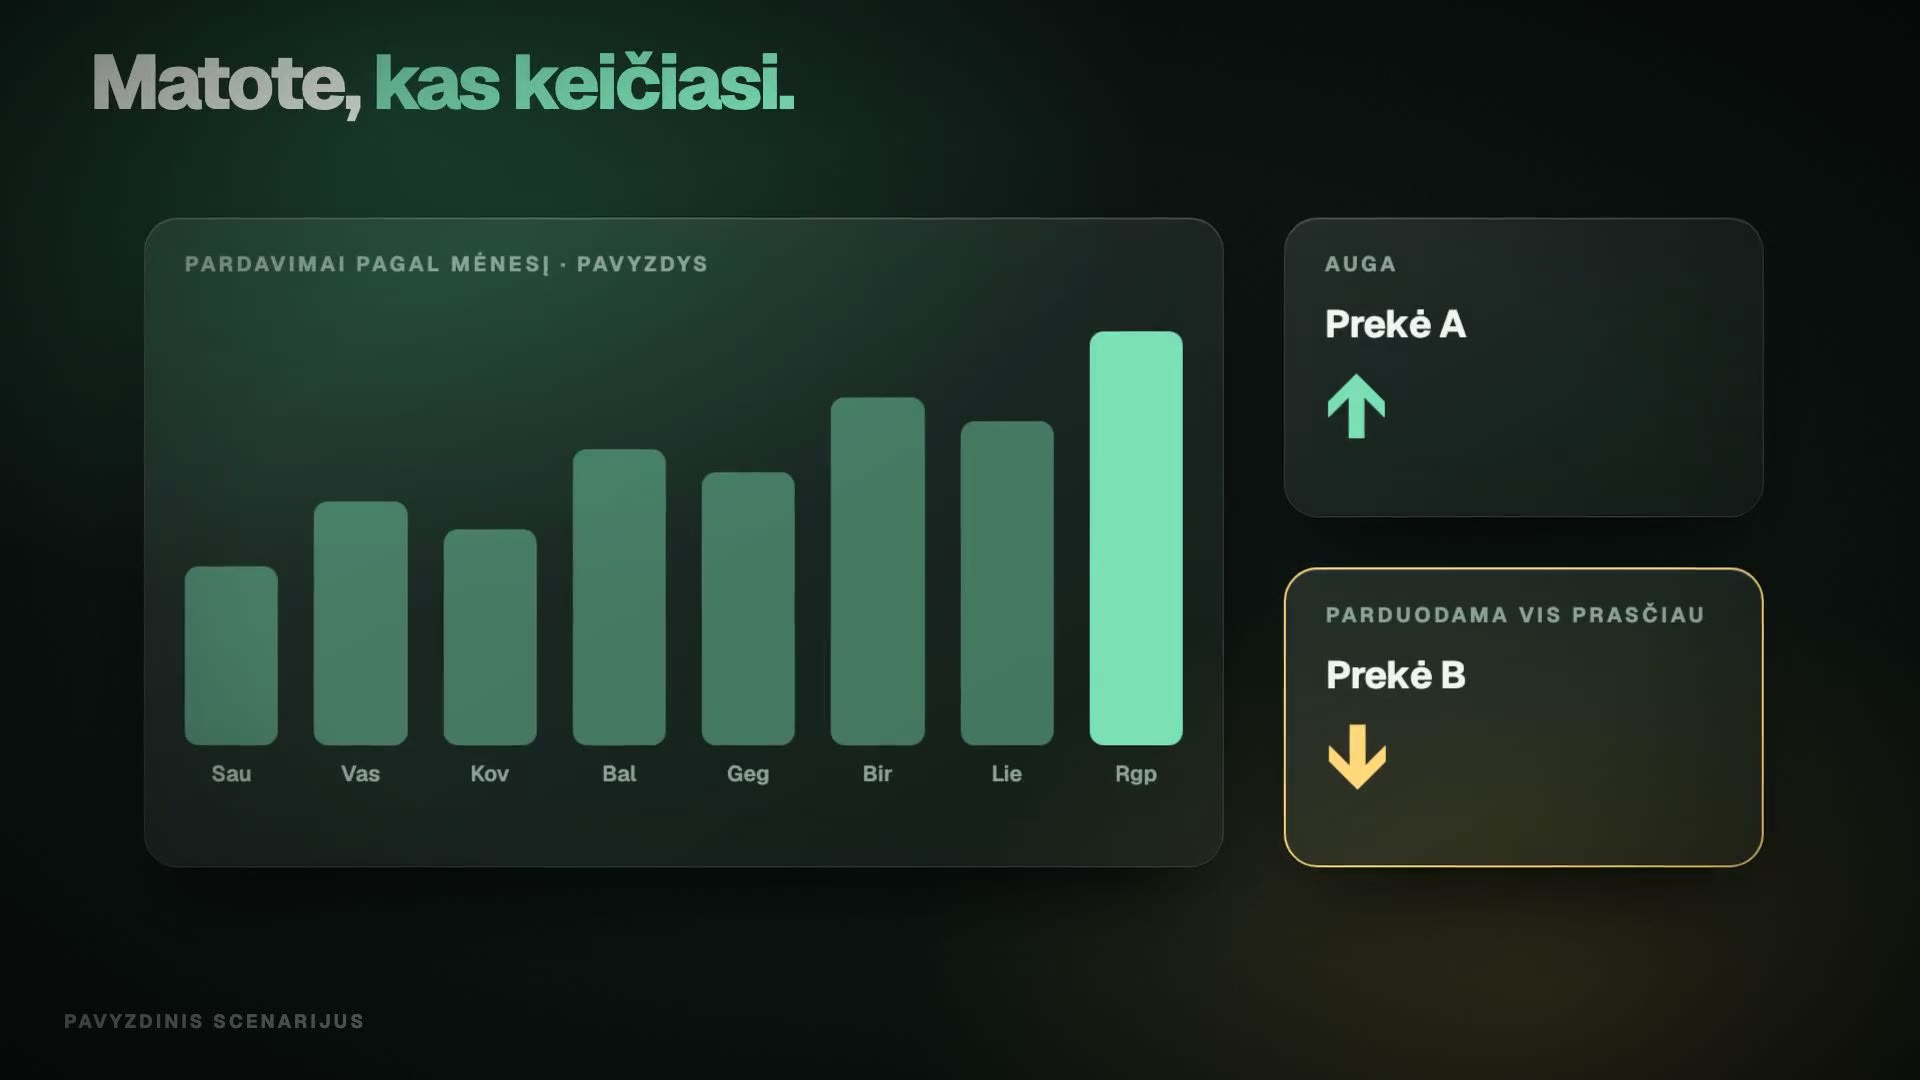 Matote, kas keičiasi.
PARDAVIMAI PAGAL MĖNESĮ · PAVYZDYS
Sau Vas Kov Bal Geg Bir Lie Rgp
AUGA
Prekė A
PARDUODAMA VIS PRASČIAU
Prekė B
PAVYZDINIS SCENARIJUS